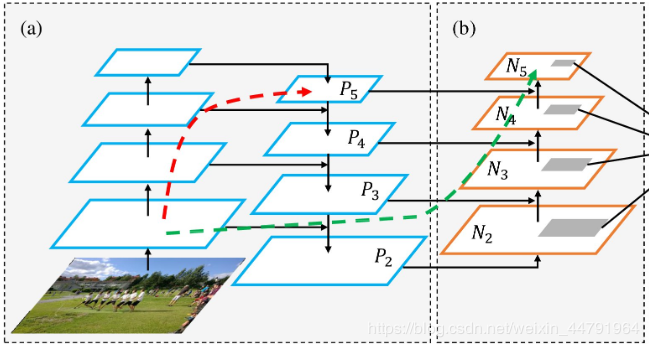 (a)
(b)
P5
P4
P3
P2
N5
N4
N3
N2
https://blog.csdn.net/weixin_44791964